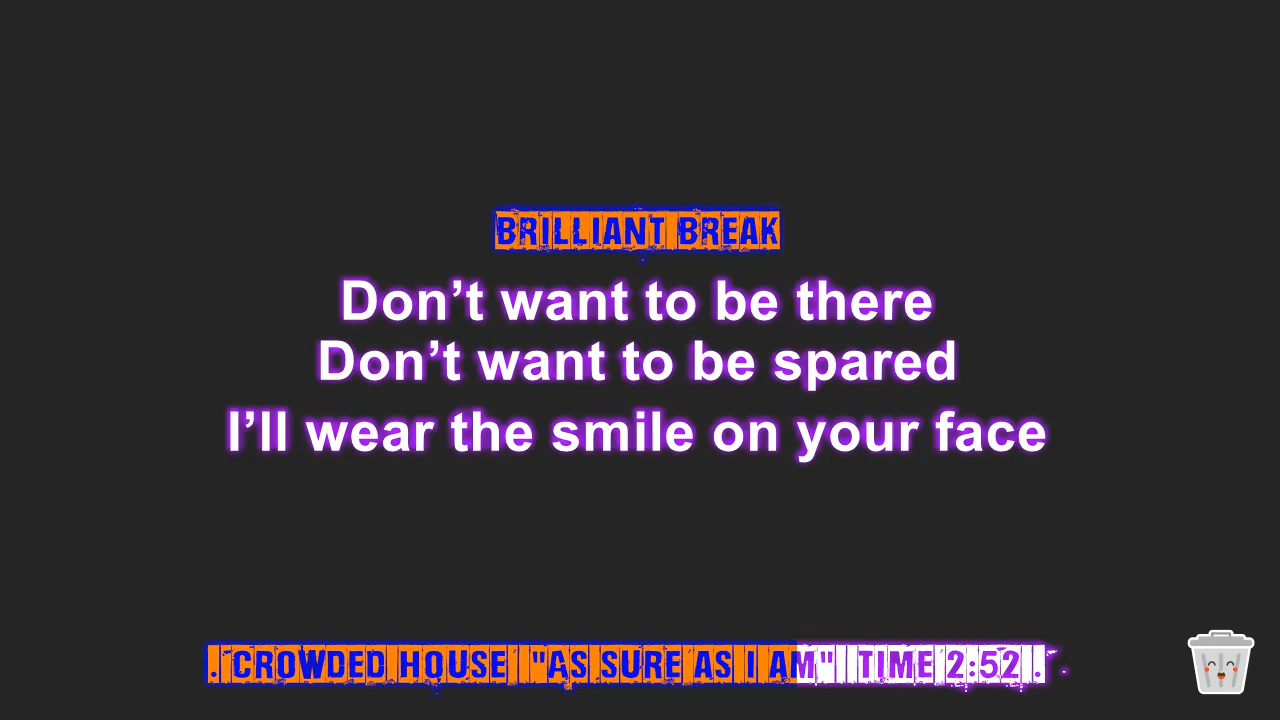 BRILLIANT BREAK
Don’t want to be there
Don’t want to be spared
I’ll wear the smile on your face
. CROWDED HOUSE | "AS SURE AS I AM" | TIME 2:52 .